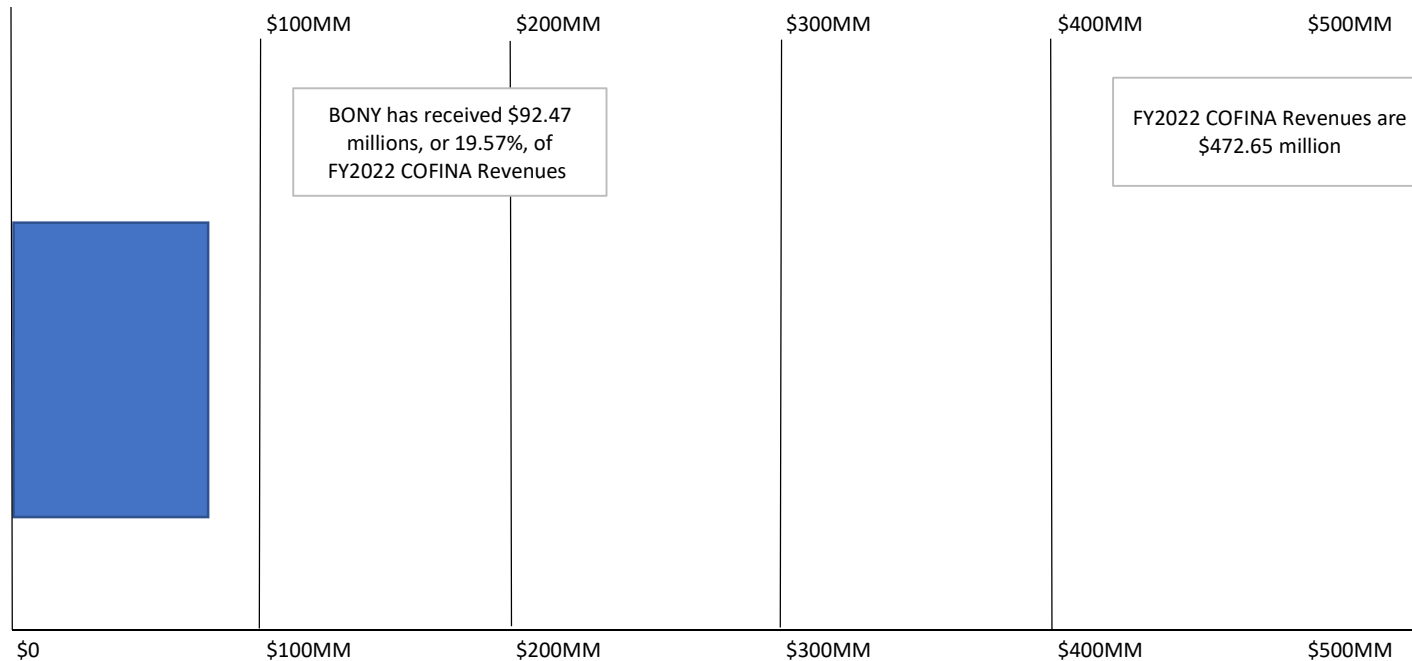 $100MM
$200MM
$300MM
$400MM
$500MM
BONY has received $92.47
millions, or 19.57%, of
FY2022 COFINA Revenues
FY2022 COFINA Revenues are
$472.65 million
$0
$100MM
$200MM
$300MM
$400MM
$500MM